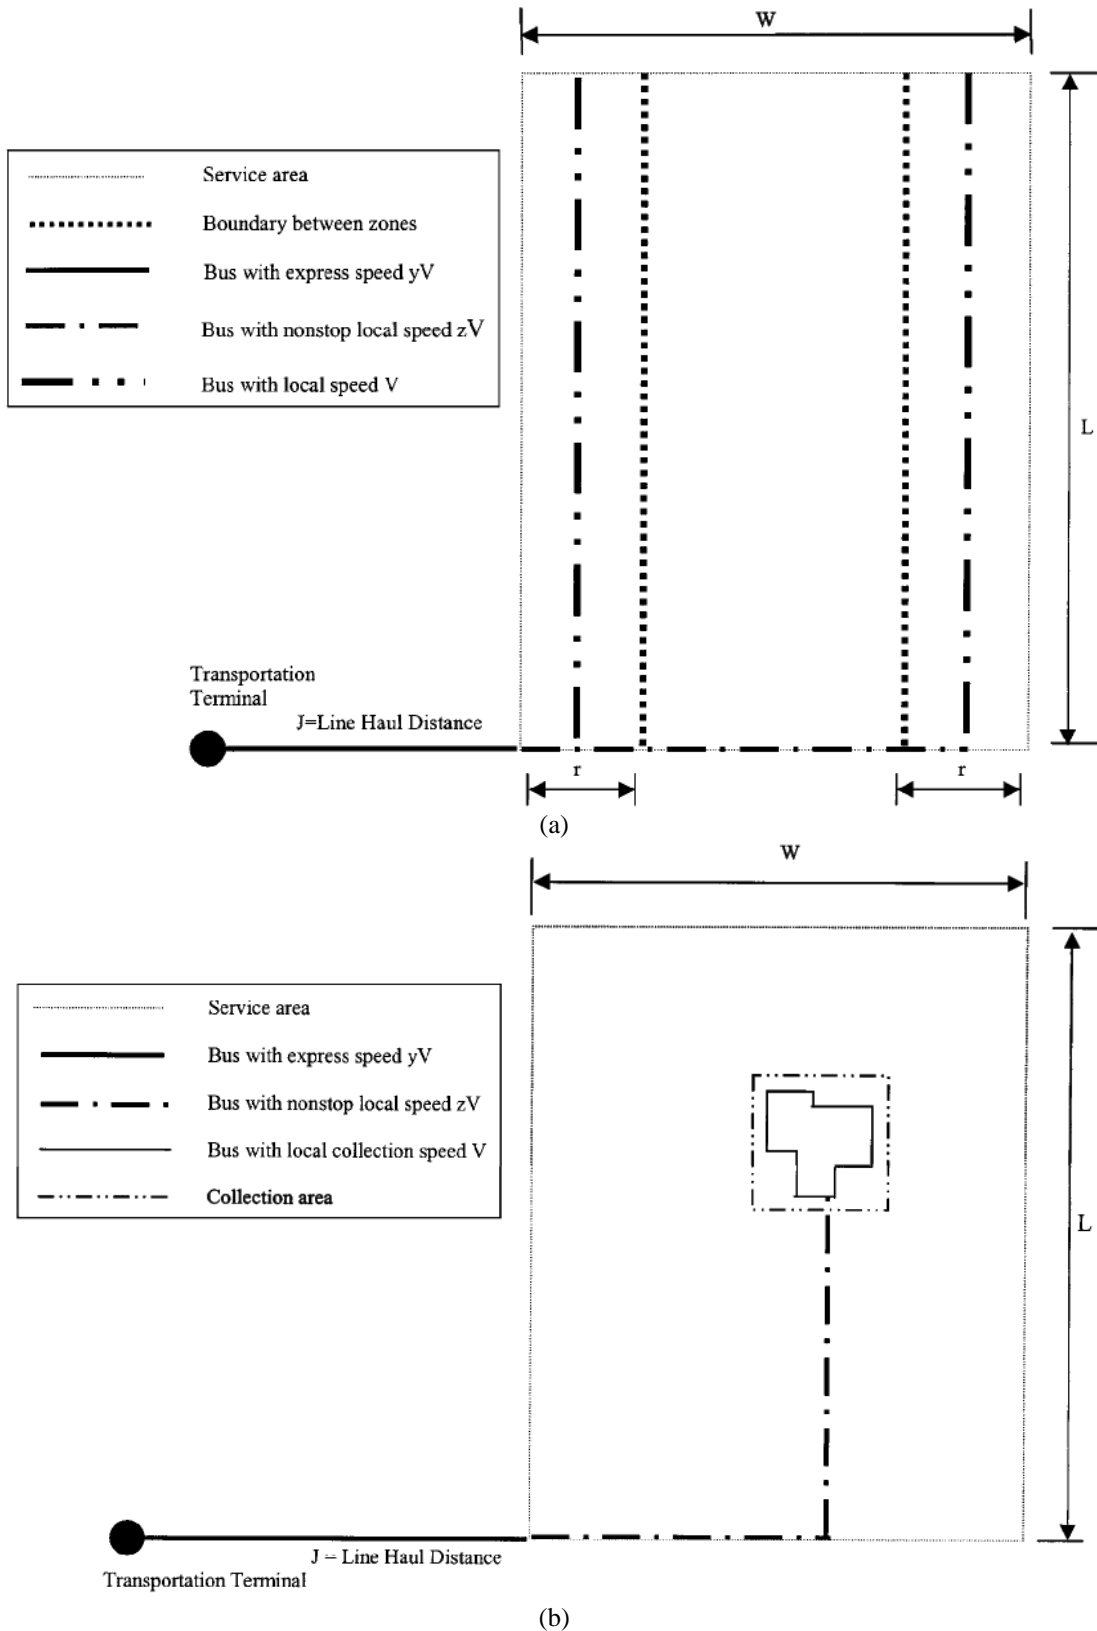 W
Service area
Boundary between zones
Bus with express speed yV
Bus with nonstop local speed zV
Bus with local speed V
L
Transportation
Terminal
J=Line Haul Distance
r
r
(a)
W
Service area
Bus with express speed yV
Bus with nonstop local speed zV
Bus with local collection speed V
Collection area
L
J = Line Haul Distance
Transportation Terminal
(b)